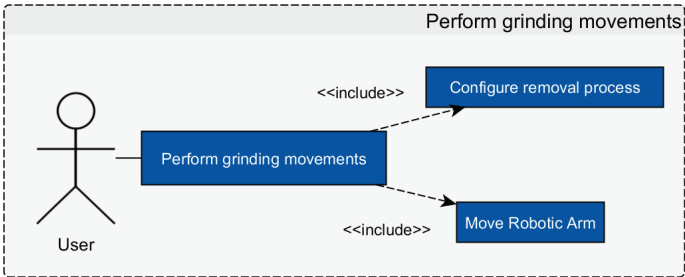 Perform grinding movements
Configure removal process
<<include>>
Perform grinding movements
Move Robotic Arm
<<include>>
User